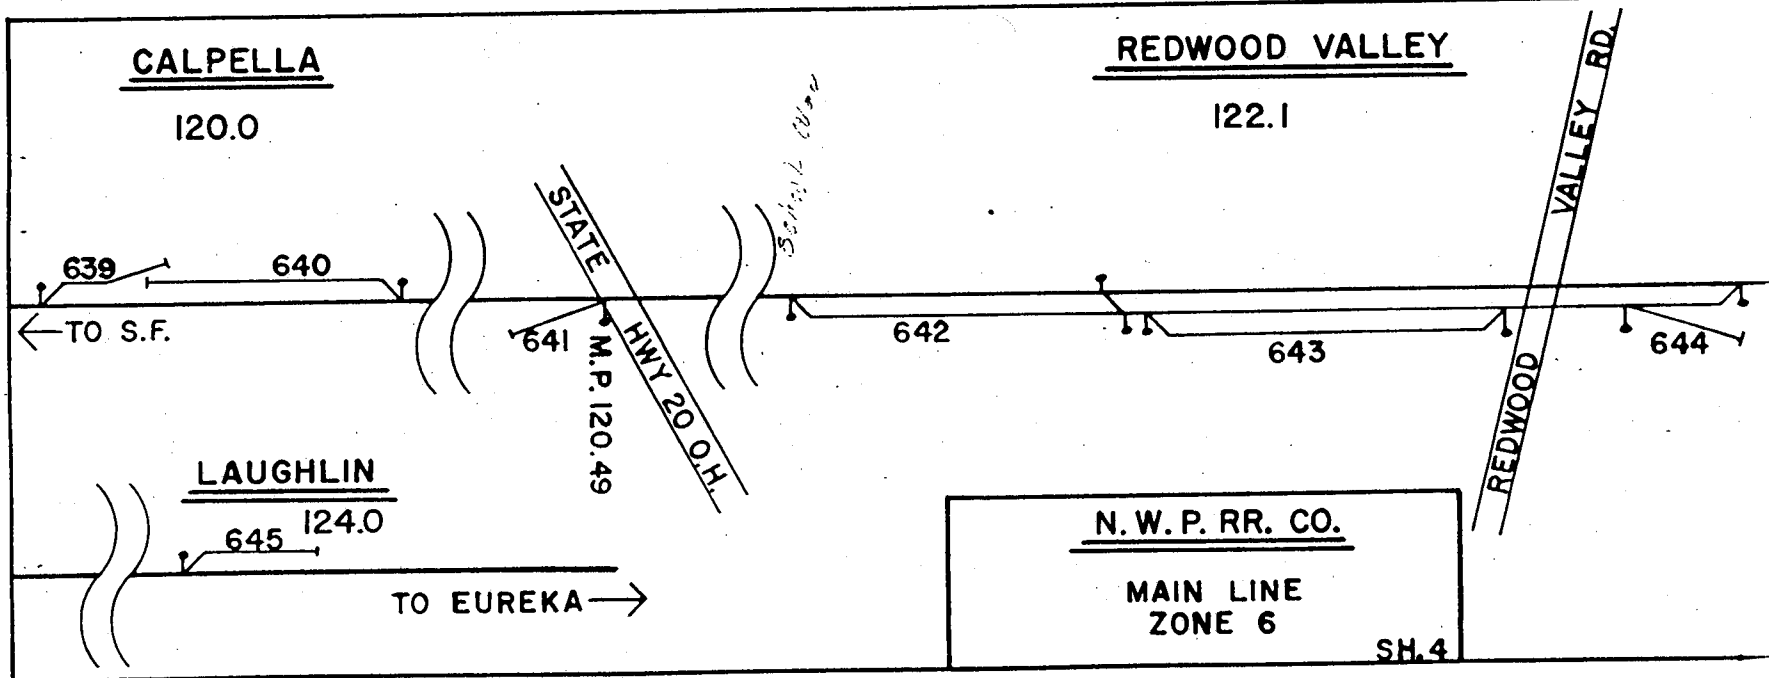 CALPELLA
120.0
REDWOOD VALLEY
122.1
REDWOOD VALLEY RD.
STATE HWY 20 O.H.
639
640
←TO S.F.
641
M.P. 120.49
642
643
644
LAUGHLIN
124.0
645
TO EUREKA→
N. W. P. RR. CO.
MAIN LINE
ZONE 6
SH. 4